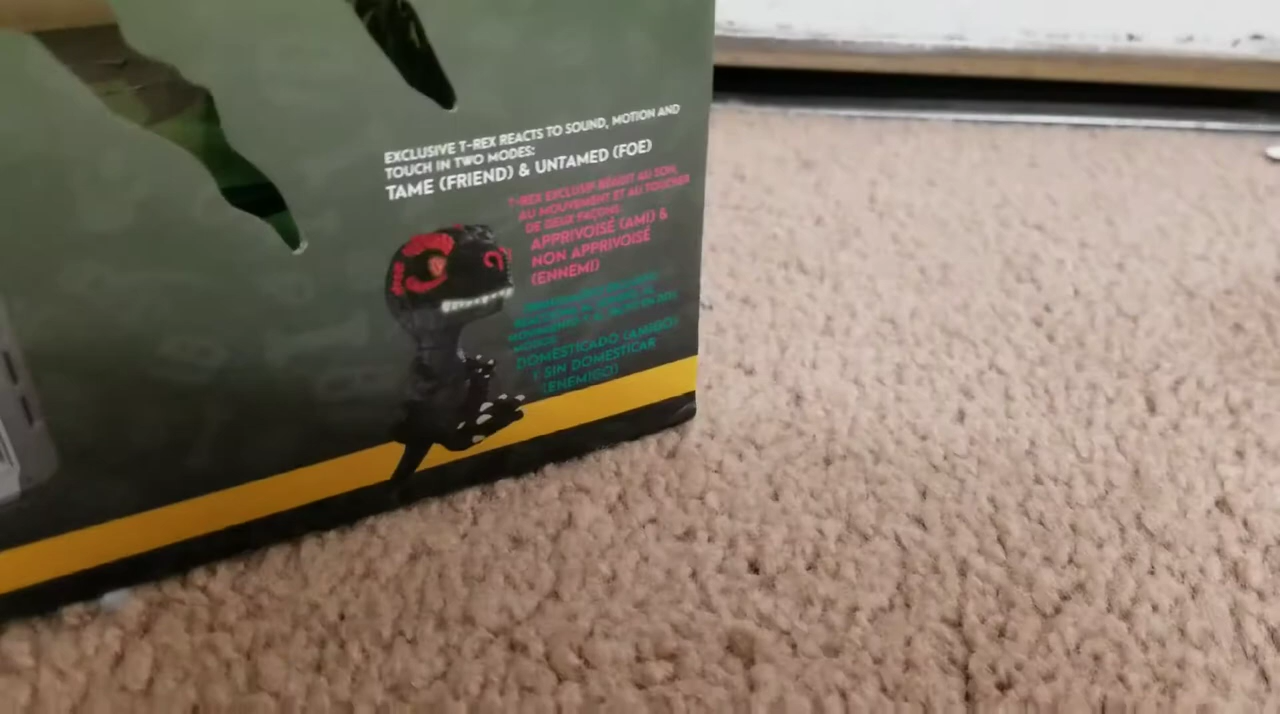 EXCLUSIVE T-REX REACTS TO SOUND, MOTION AND
TOUCH IN TWO MODES:
TAME (FRIEND) & UNTAMED (FOE)
T-REX EXCLUSIF RÉAGIT AU SON,
AU MOUVEMENT ET AU TOUCHER
DE DEUX FAÇONS:
APPRIVOISÉ (AMI) &
NON APPRIVOISÉ
(ENNEMI)
DOMESTICADO (AMIGO)
Y SIN DOMESTICAR
(ENEMIGO)